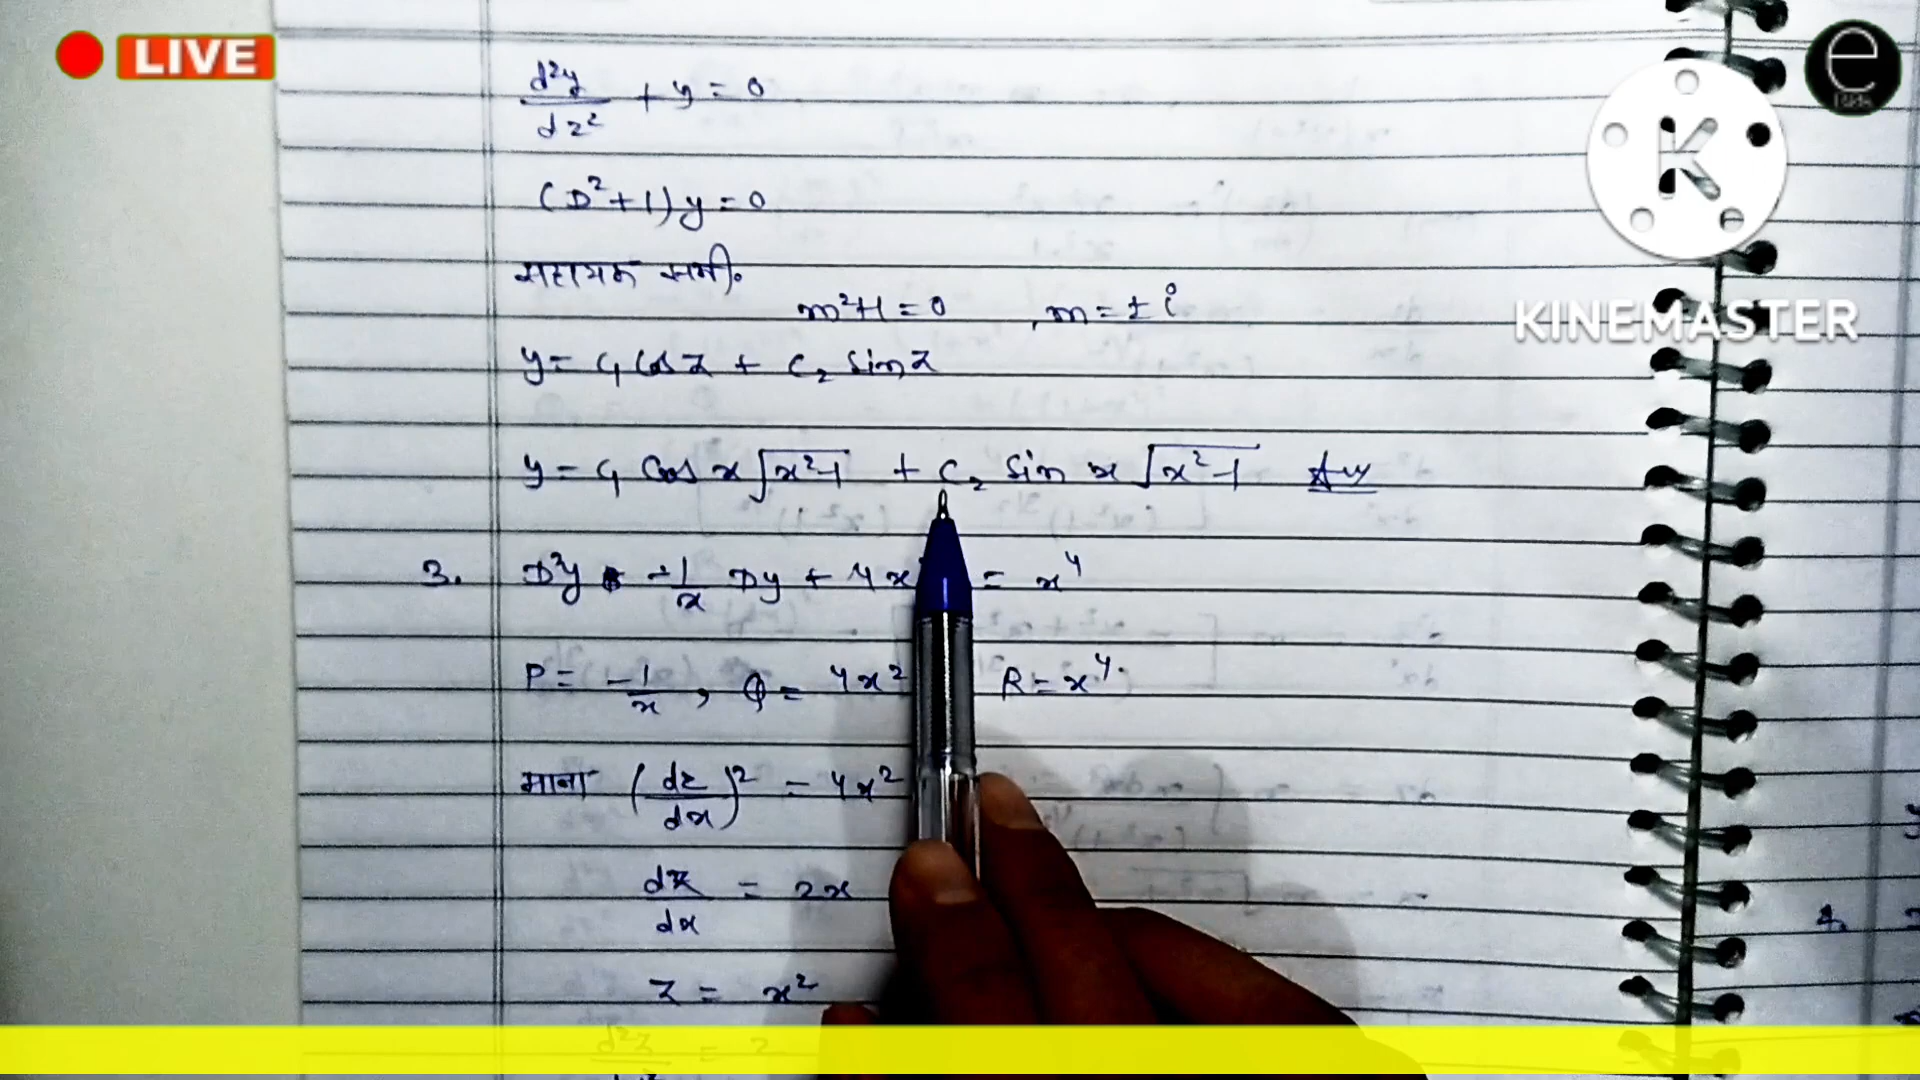 LIVE
d²y/dz² + y = 0
(D²+1)y = 0
सहायक समी०
m²+1 = 0 , m = ± i
y = c₁ Cos z + c₂ Sin z
y = c₁ Cos x√x²-1 + c₂ Sin x√x²-1 Ans
3. D²y - 1/x Dy + 4x = x⁴
P = -1/x , Q = 4x² R = x⁴.
माना (dz/dx)² = 4x²
dz/dx = 2x
z = x²
d²z = 2
KINEMASTER
K
e